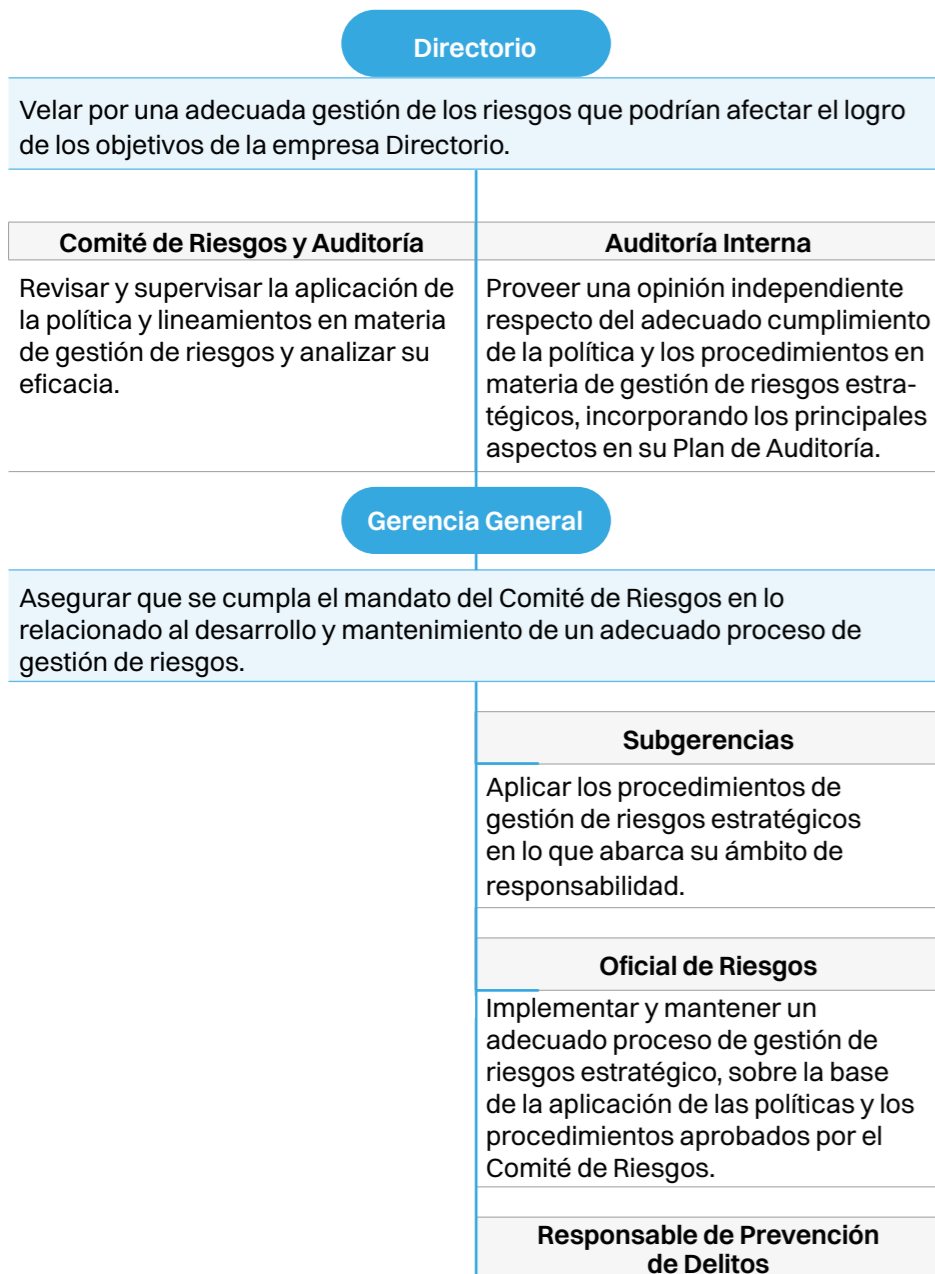 Directorio
Velar por una adecuada gestión de los riesgos que podrían afectar el logro
de los objetivos de la empresa Directorio.
Comité de Riesgos y Auditoría
Revisar y supervisar la aplicación de
la política y lineamientos en materia
de gestión de riesgos y analizar su
eficacia.
Auditoría Interna
Proveer una opinión independiente
respecto del adecuado cumplimiento
de la política y los procedimientos en
materia de gestión de riesgos estra-
tégicos, incorporando los principales
aspectos en su Plan de Auditoría.
Gerencia General
Asegurar que se cumpla el mandato del Comité de Riesgos en lo
relacionado al desarrollo y mantenimiento de un adecuado proceso de
gestión de riesgos.
Subgerencias
Aplicar los procedimientos de
gestión de riesgos estratégicos
en lo que abarca su ámbito de
responsabilidad.
Oficial de Riesgos
Implementar y mantener un
adecuado proceso de gestión de
riesgos estratégico, sobre la base
de la aplicación de las políticas y los
procedimientos aprobados por el
Comité de Riesgos.
Responsable de Prevención
de Delitos